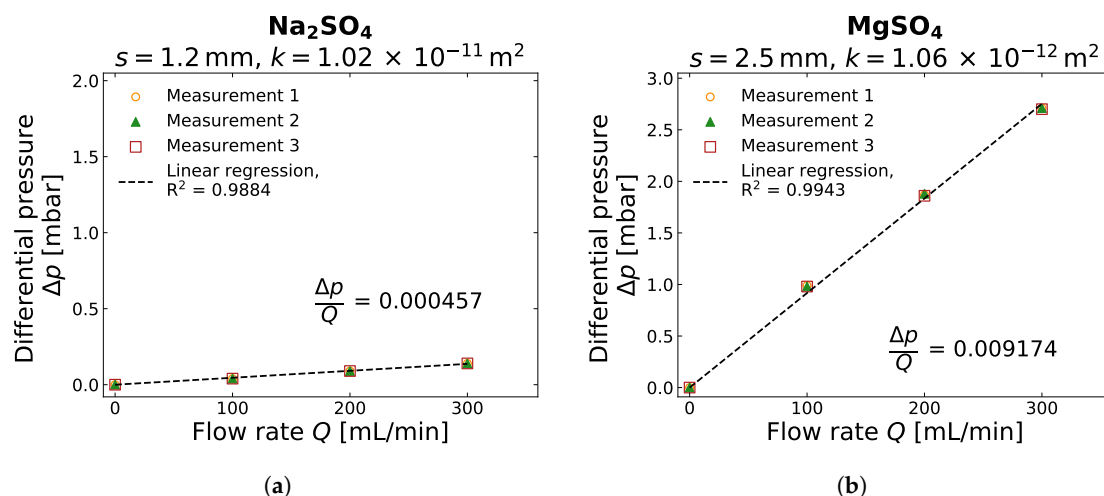 Na₂SO₄
s = 1.2 mm, k = 1.02 × 10⁻¹¹ m²
Differential pressure
Δp [mbar]
2.0
1.5
1.0
0.5
0.0
Measurement 1
Measurement 2
Measurement 3
Linear regression,
R² = 0.9884
Δp/Q = 0.000457
0 100 200 300
Flow rate Q [mL/min]
(a)
MgSO₄
s = 2.5 mm, k = 1.06 × 10⁻¹² m²
Differential pressure
Δp [mbar]
3.0
2.5
2.0
1.5
1.0
0.5
0.0
Measurement 1
Measurement 2
Measurement 3
Linear regression,
R² = 0.9943
Δp/Q = 0.009174
0 100 200 300
Flow rate Q [mL/min]
(b)